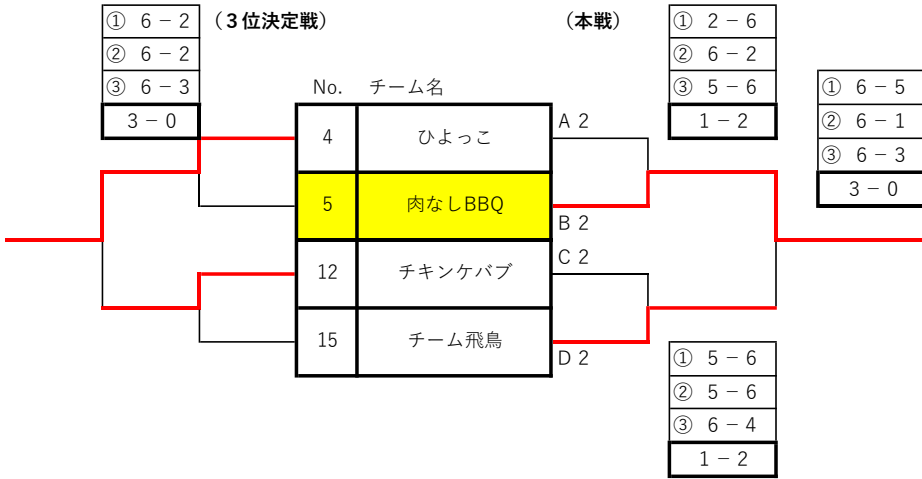 ① 6 − 2
② 6 − 2
③ 6 − 3
3 − 0
（３位決定戦）
（本戦）
① 2 − 6
② 6 − 2
③ 5 − 6
1 − 2
① 6 − 5
② 6 − 1
③ 6 − 3
3 − 0
No. チーム名
4 ひよっこ
A 2
5 肉なしBBQ
B 2
12 チキンケバブ
C 2
15 チーム飛鳥
D 2
① 5 − 6
② 5 − 6
③ 6 − 4
1 − 2